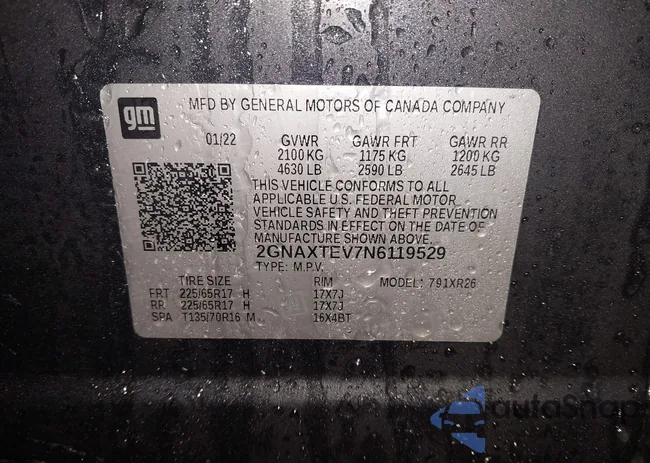 gm
MFD BY GENERAL MOTORS OF CANADA COMPANY
01/22 GVWR GAWR FRT GAWR RR
2100 KG 1175 KG 1200 KG
4630 LB 2590 LB 2645 LB
THIS VEHICLE CONFORMS TO ALL
APPLICABLE U.S. FEDERAL MOTOR
VEHICLE SAFETY AND THEFT PREVENTION
STANDARDS IN EFFECT ON THE DATE OF
MANUFACTURE SHOWN ABOVE.
2GNAXTEV7N6119529
TYPE: M.P.V.
TIRE SIZE RIM MODEL: 791XR26
FRT 225/65R17 H 17X7J
RR 225/65R17 H 17X7J
SPA T135/70R16 M 16X4BT
autoSnap